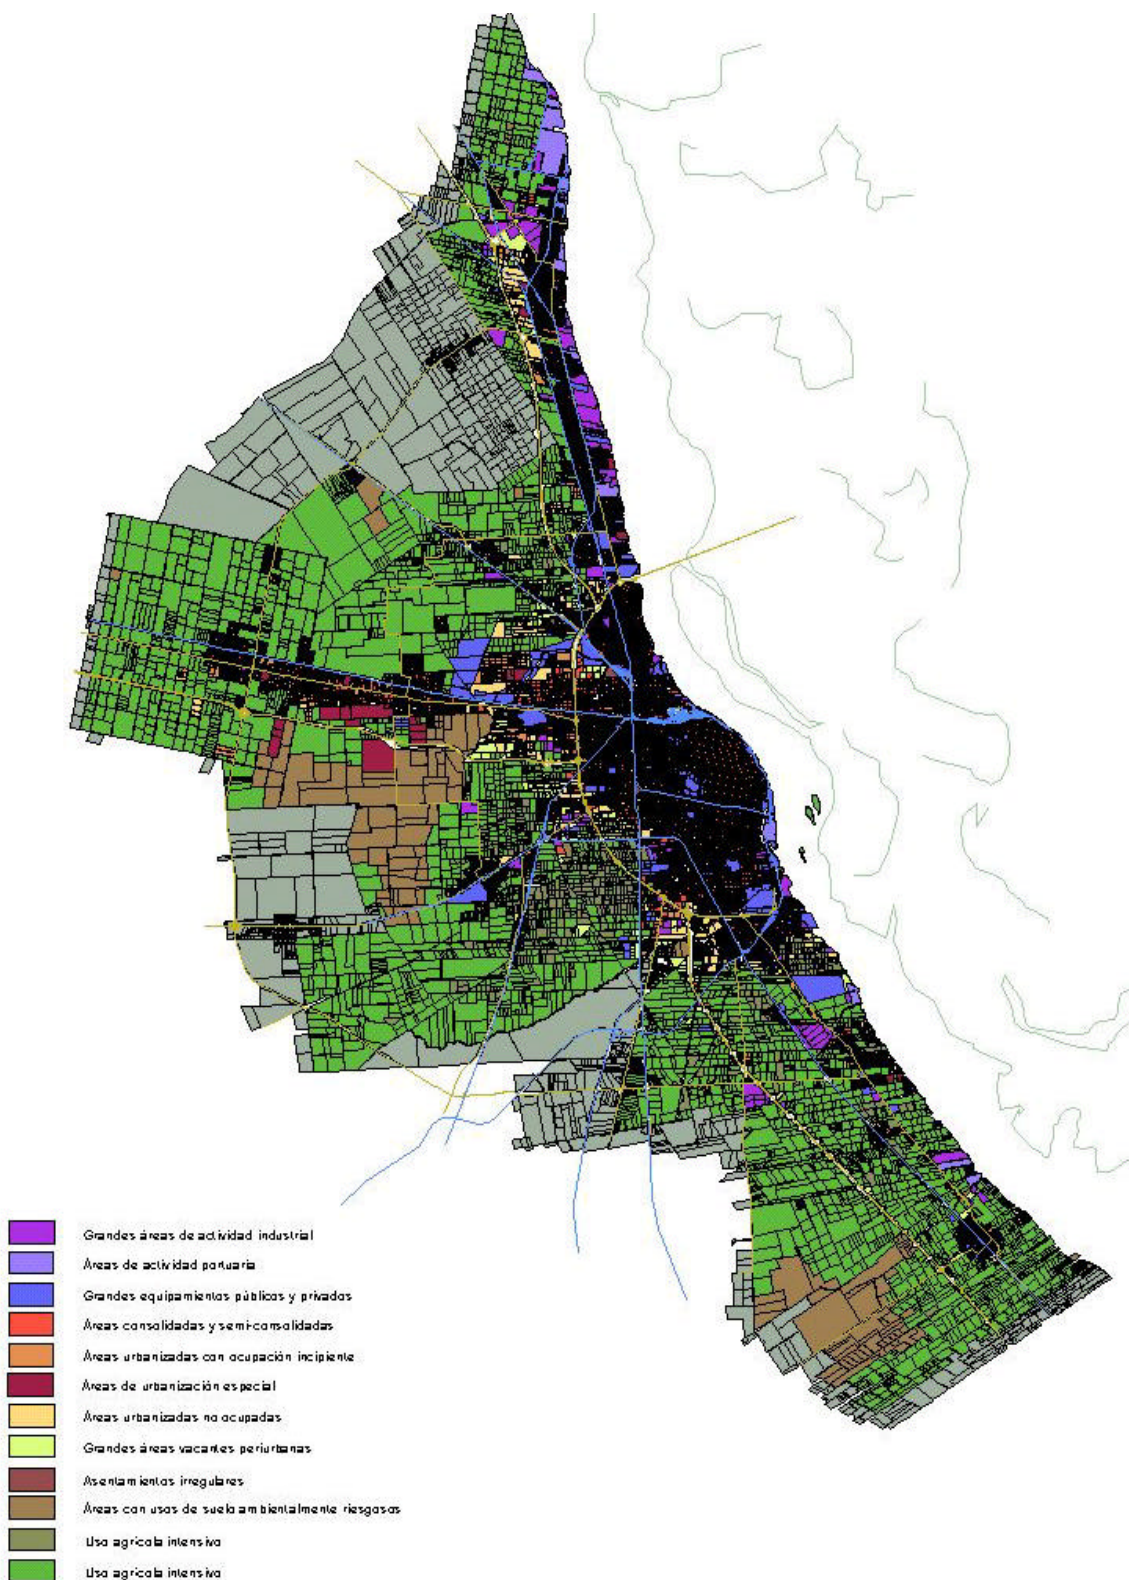 Grandes áreas de actividad industrial
Áreas de actividad portuaria
Grandes equipamientos públicos y privados
Áreas consolidadas y semi-consolidadas
Áreas urbanizadas con ocupación incipiente
Áreas de urbanización especial
Áreas urbanizadas no ocupadas
Grandes áreas vacantes periurbanas
Asentamientos irregulares
Áreas con usos de suelo ambientalmente riesgosos
Uso agrícola intensivo
Uso agrícola intensivo